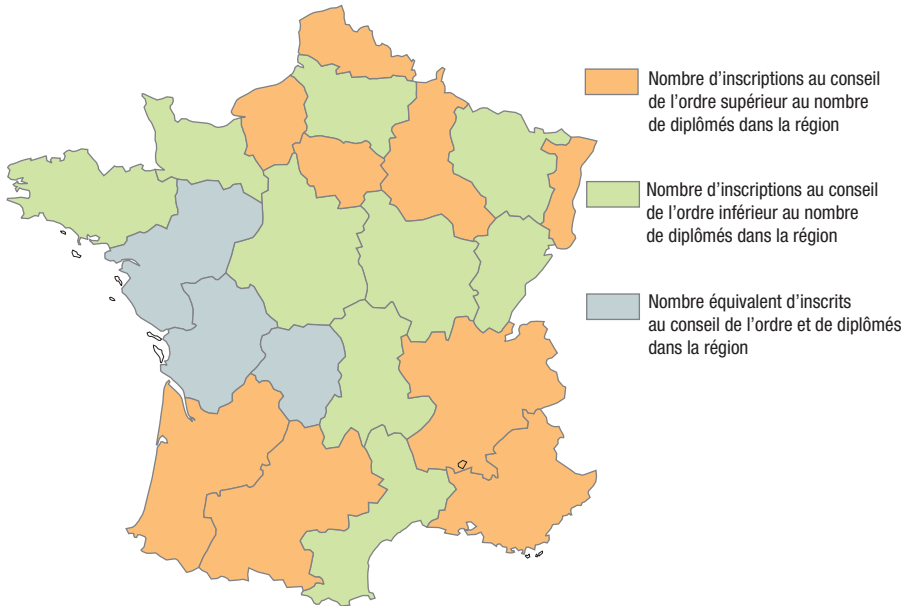 Nombre d'inscriptions au conseil
de l'ordre supérieur au nombre
de diplômés dans la région
Nombre d'inscriptions au conseil
de l'ordre inférieur au nombre
de diplômés dans la région
Nombre équivalent d'inscrits
au conseil de l'ordre et de diplômés
dans la région